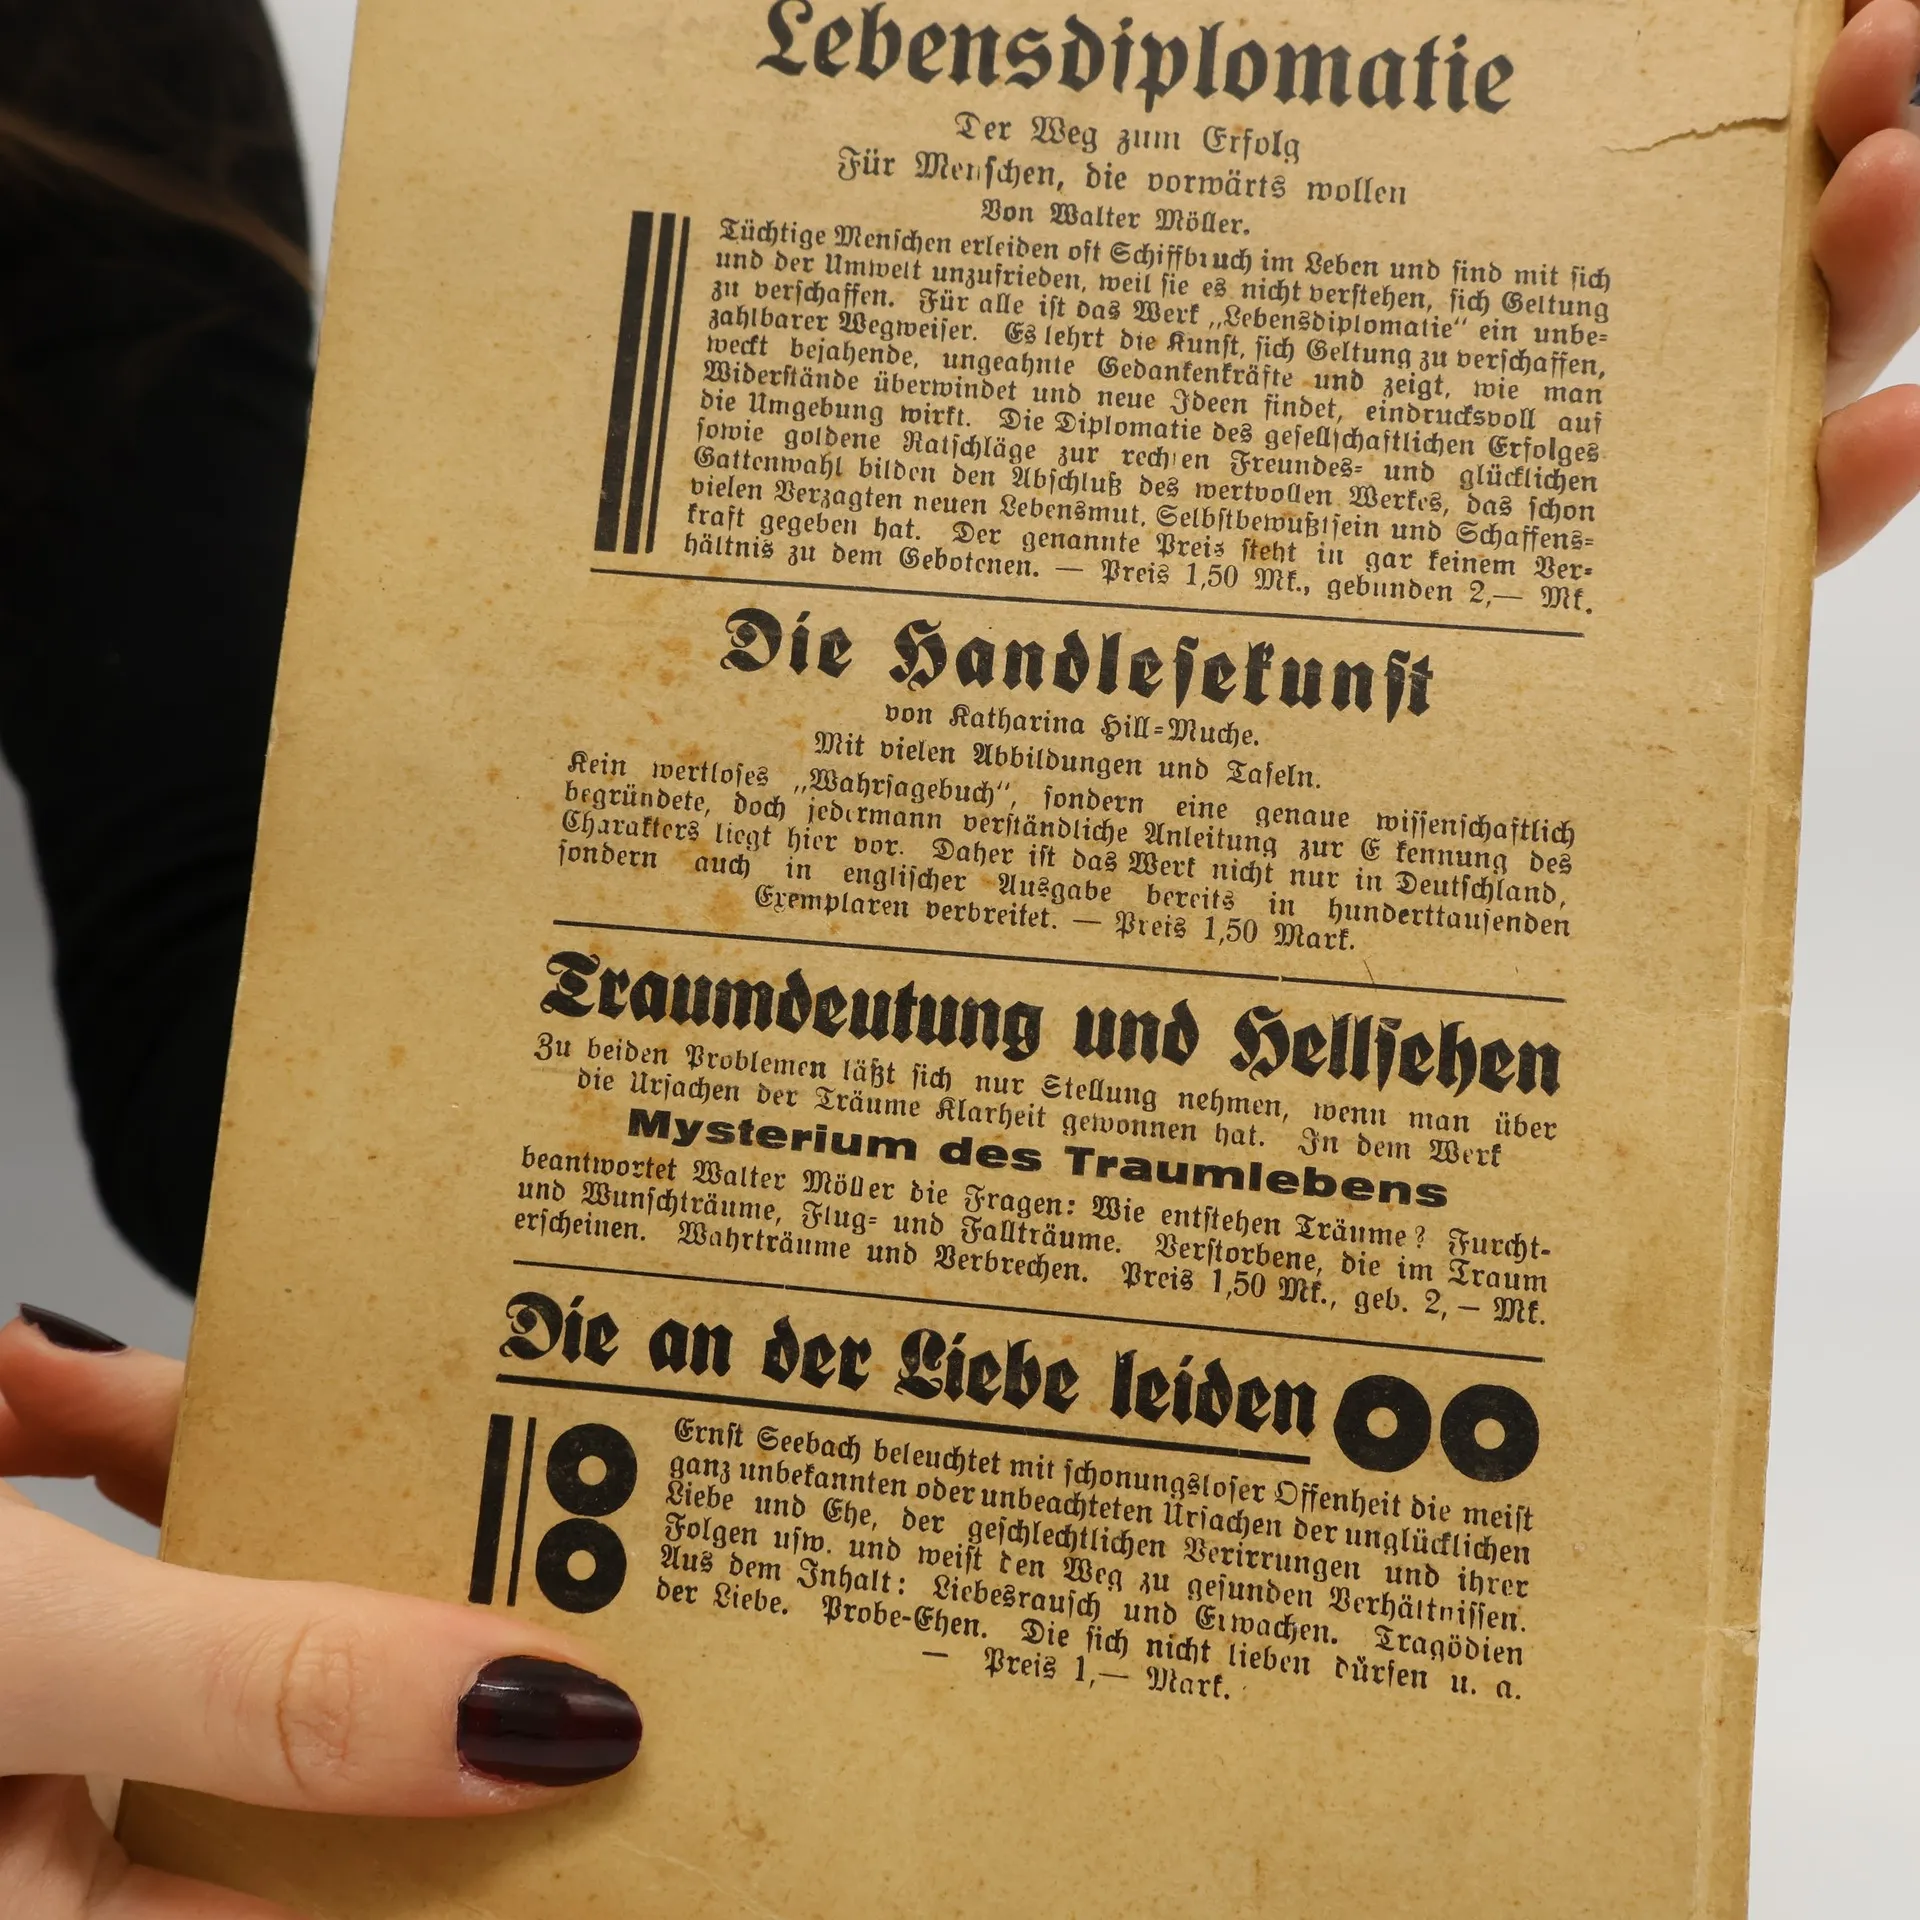 Lebensdiplomatie
Der Weg zum Erfolg
Für Menschen, die vorwärts wollen
Von Walter Möller.
Tüchtige Menschen erleiden oft Schiffbruch im Leben und sind mit sich
und der Umwelt unzufrieden, weil sie es nicht verstehen, sich Geltung
zu verschaffen. Für alle ist das Werk „Lebensdiplomatie“ ein unbe-
zahlbarer Wegweiser. Es lehrt die Kunst, sich Geltung zu verschaffen,
weckt bejahende, ungeahnte Gedankenkräfte und zeigt, wie man
Widerstände überwindet und neue Ideen findet, eindrucksvoll auf
die Umgebung wirkt. Die Diplomatie des gesellschaftlichen Erfolges
sowie goldene Ratschläge zur rechten Freundes- und glücklichen
Gattenwahl bilden den Abschluß des wertvollen Werkes, das schon
vielen Verzagten neuen Lebensmut, Selbstbewußtsein und Schaffens-
kraft gegeben hat. Der genannte Preis steht in gar keinem Ver-
hältnis zu dem Gebotenen. — Preis 1,50 Mk., gebunden 2,— Mk.
Die Handlesekunst
von Katharina Hill-Muche.
Mit vielen Abbildungen und Tafeln.
Kein wertloses „Wahrsagebuch“, sondern eine genaue wissenschaftlich
begründete, doch jedermann verständliche Anleitung zur E kennung des
Charakters liegt hier vor. Daher ist das Werk nicht nur in Deutschland,
sondern auch in englischer Ausgabe bereits in hunderttausenden
Exemplaren verbreitet. — Preis 1,50 Mark.
Traumdeutung und Hellsehen
Zu beiden Problemen läßt sich nur Stellung nehmen, wenn man über
die Ursachen der Träume Klarheit gewonnen hat. In dem Werk
Mysterium des Traumlebens
beantwortet Walter Möller die Fragen: Wie entstehen Träume? Furcht-
und Wunschträume, Flug- und Fallträume. Verstorbene, die im Traum
erscheinen. Wahrträume und Verbrechen. Preis 1,50 Mk., geb. 2,— Mk.
Die an der Liebe leiden
Ernst Seebach beleuchtet mit schonungsloser Offenheit die meist
ganz unbekannten oder unbeachteten Ursachen der unglücklichen
Liebe und Ehe, der geschlechtlichen Verirrungen und ihrer
Folgen usw. und weist den Weg zu gesunden Verhältnissen.
Aus dem Inhalt: Liebesrausch und Erwachen. Tragödien
der Liebe. Probe-Ehen. Die sich nicht lieben dürfen u. a.
— Preis 1,— Mark.